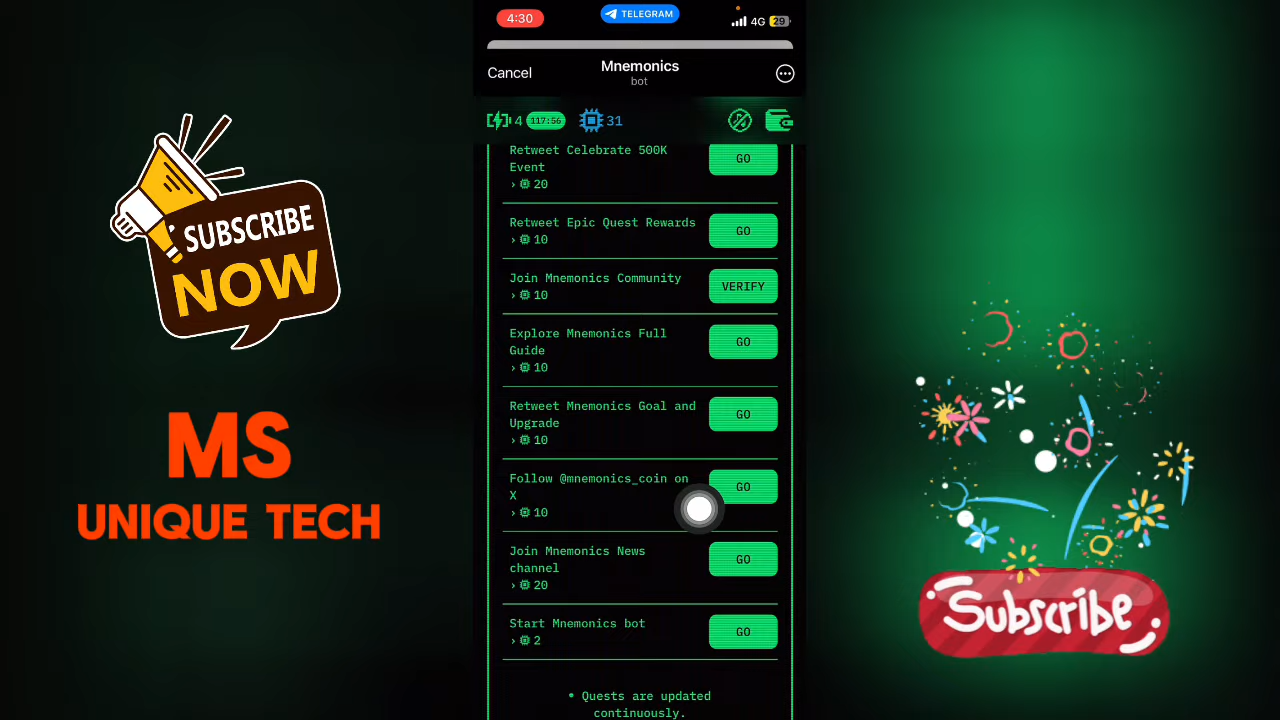 4:30
TELEGRAM
4G
29
Cancel
Mnemonics
bot
4
117:56
31
Retweet Celebrate 500K
Event
› 20
GO
Retweet Epic Quest Rewards
› 10
GO
Join Mnemonics Community
› 10
VERIFY
Explore Mnemonics Full
Guide
› 10
GO
Retweet Mnemonics Goal and
Upgrade
› 10
GO
Follow @mnemonics_coin on
X
› 10
GO
Join Mnemonics News
channel
› 20
GO
Start Mnemonics bot
› 2
GO
• Quests are updated
continuously.
SUBSCRIBE
NOW
MS
UNIQUE TECH
Subscribe